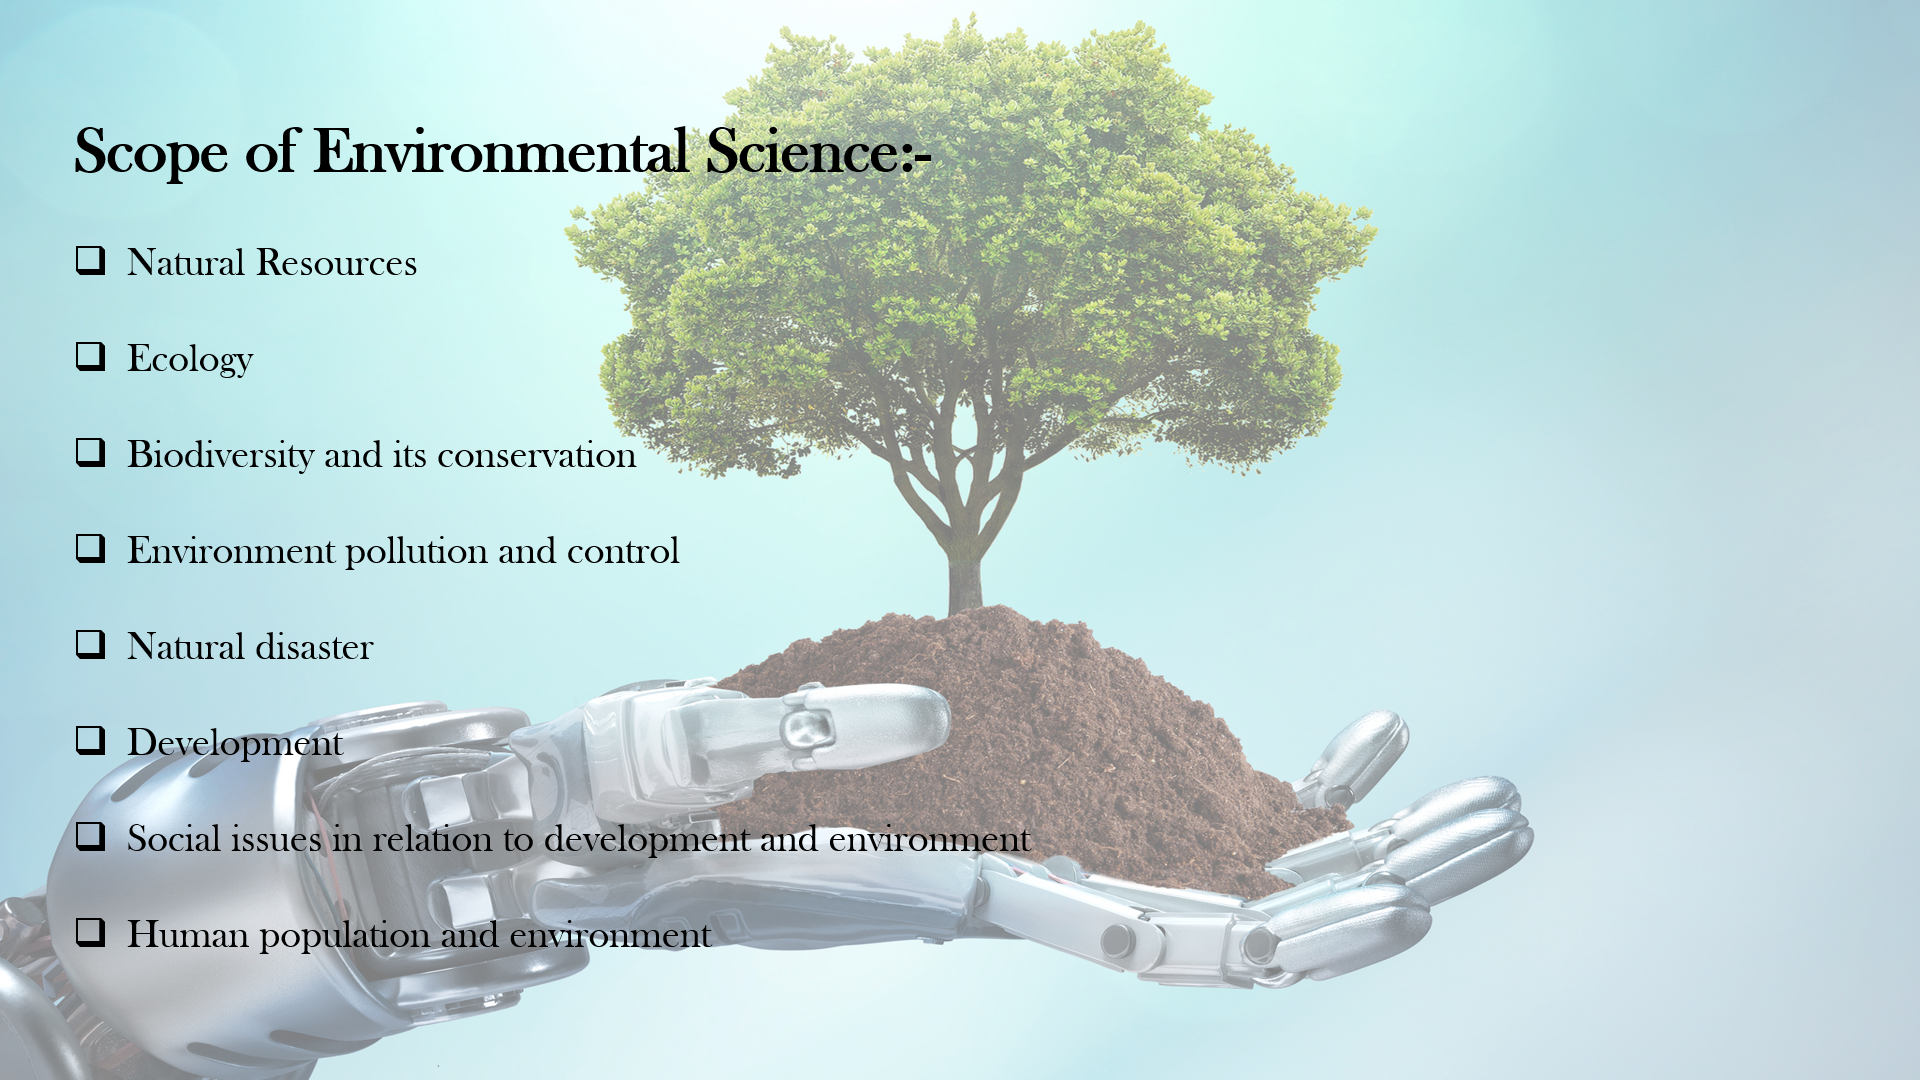 Scope of Environmental Science:-
❑ Natural Resources
❑ Ecology
❑ Biodiversity and its conservation
❑ Environment pollution and control
❑ Natural disaster
❑ Development
❑ Social issues in relation to development and environment
❑ Human population and environment